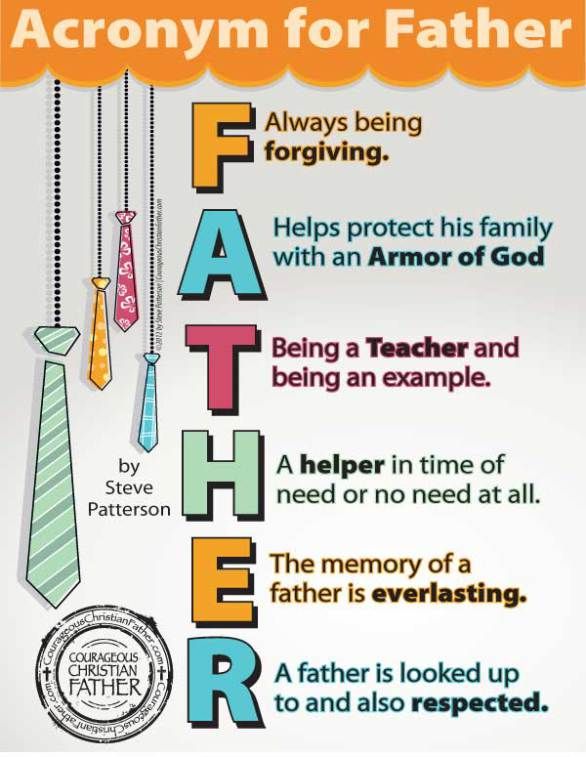 Acronym for Father
F
Always being
forgiving.
A
Helps protect his family
with an Armor of God
T
Being a Teacher and
being an example.
H
A helper in time of
need or no need at all.
E
The memory of a
father is everlasting.
R
A father is looked up
to and also respected.
©2012 by Steve Patterson | CourageousChristianFather.com
by
Steve
Patterson
CourageousChristianFather.com
COURAGEOUS
CHRISTIAN
FATHER
CourageousChristianFather.com